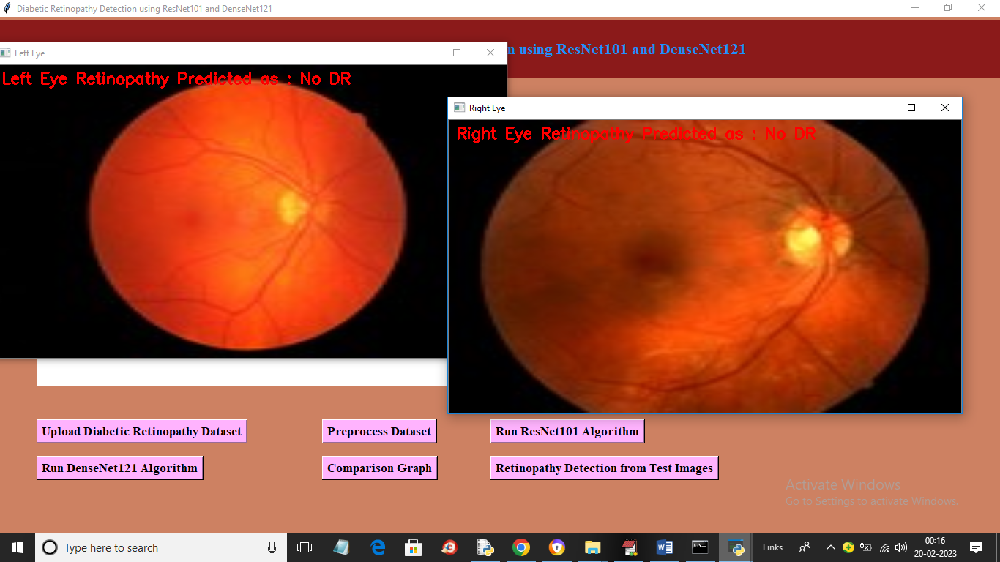 Diabetic Retinopathy Detection using ResNet101 and DenseNet121
n using ResNet101 and DenseNet121
Left Eye
Left Eye Retinopathy Predicted as : No DR
Right Eye
Right Eye Retinopathy Predicted as : No DR
Upload Diabetic Retinopathy Dataset
Preprocess Dataset
Run ResNet101 Algorithm
Run DenseNet121 Algorithm
Comparison Graph
Retinopathy Detection from Test Images
Activate Windows
Go to Settings to activate Windows.
Type here to search
Links
00:16
20-02-2023